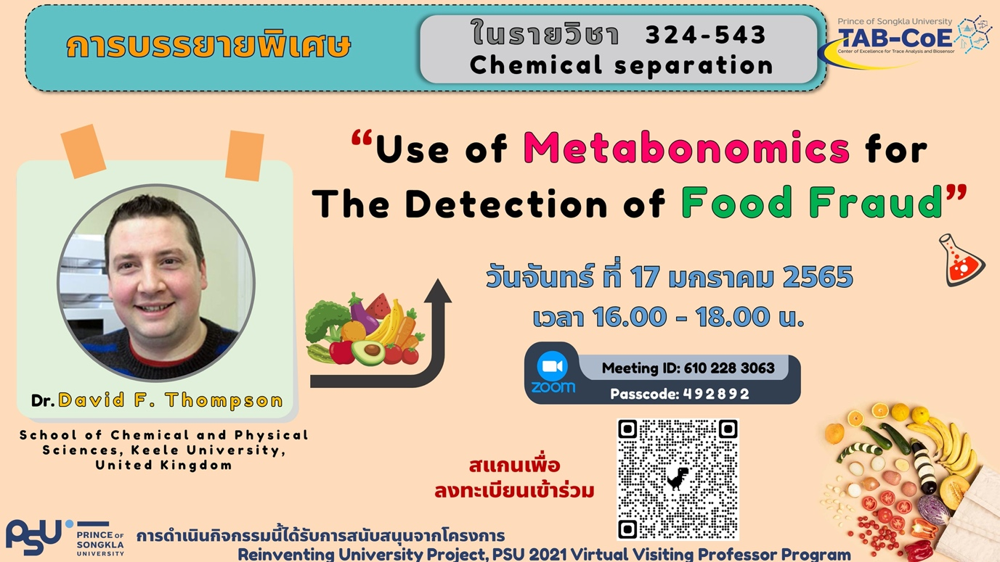 การบรรยายพิเศษ
ในรายวิชา 324-543
Chemical separation
Prince of Songkla University
TAB-CoE
Center of Excellence for Trace Analysis and Biosensor
“Use of Metabonomics for
The Detection of Food Fraud”
Dr. David F. Thompson
School of Chemical and Physical
Sciences, Keele University,
United Kingdom
วันจันทร์ ที่ 17 มกราคม 2565
เวลา 16.00 - 18.00 น.
zoom
Meeting ID: 610 228 3063
Passcode: 4 9 2 8 9 2
สแกนเพื่อ
ลงทะเบียนเข้าร่วม
PSU
PRINCE OF
SONGKLA
UNIVERSITY
การดำเนินกิจกรรมนี้ได้รับการสนับสนุนจากโครงการ
Reinventing University Project, PSU 2021 Virtual Visiting Professor Program